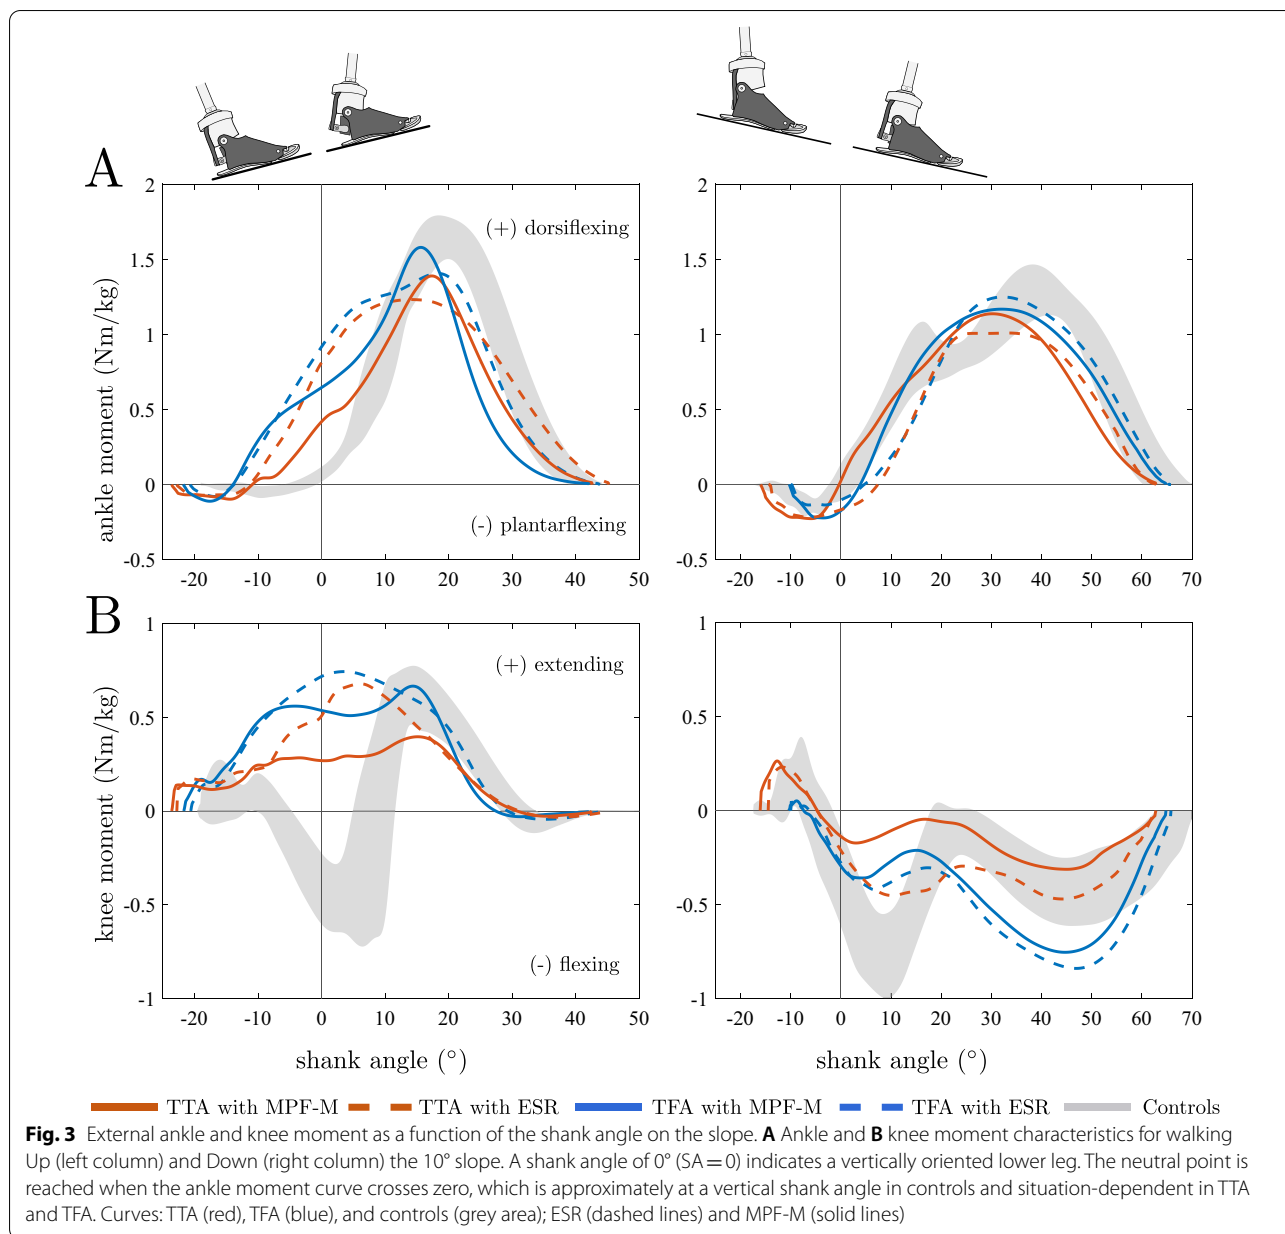 A
2
1.5
1
0.5
0
-0.5
ankle moment (Nm/kg)
(+) dorsiflexing
(-) plantarflexing
-20 -10 0 10 20 30 40 50
2
1.5
1
0.5
0
-0.5
-20 -10 0 10 20 30 40 50 60 70
B
1
0.5
0
-0.5
-1
knee moment (Nm/kg)
(+) extending
(-) flexing
-20 -10 0 10 20 30 40 50
shank angle (°)
1
0.5
0
-0.5
-1
-20 -10 0 10 20 30 40 50 60 70
shank angle (°)
TTA with MPF-M TTA with ESR TFA with MPF-M TFA with ESR Controls
Fig. 3 External ankle and knee moment as a function of the shank angle on the slope. A Ankle and B knee moment characteristics for walking
Up (left column) and Down (right column) the 10° slope. A shank angle of 0° (SA = 0) indicates a vertically oriented lower leg. The neutral point is
reached when the ankle moment curve crosses zero, which is approximately at a vertical shank angle in controls and situation-dependent in TTA
and TFA. Curves: TTA (red), TFA (blue), and controls (grey area); ESR (dashed lines) and MPF-M (solid lines)